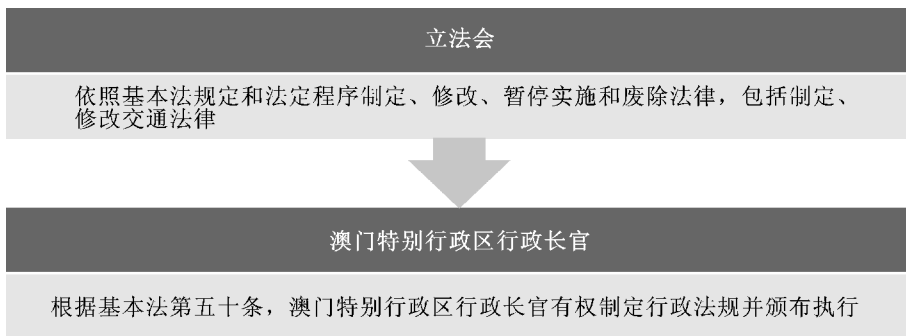 立法会
依照基本法规定和法定程序制定、修改、暂停实施和废除法律，包括制定、
修改交通法律
澳门特别行政区行政长官
根据基本法第五十条，澳门特别行政区行政长官有权制定行政法规并颁布执行